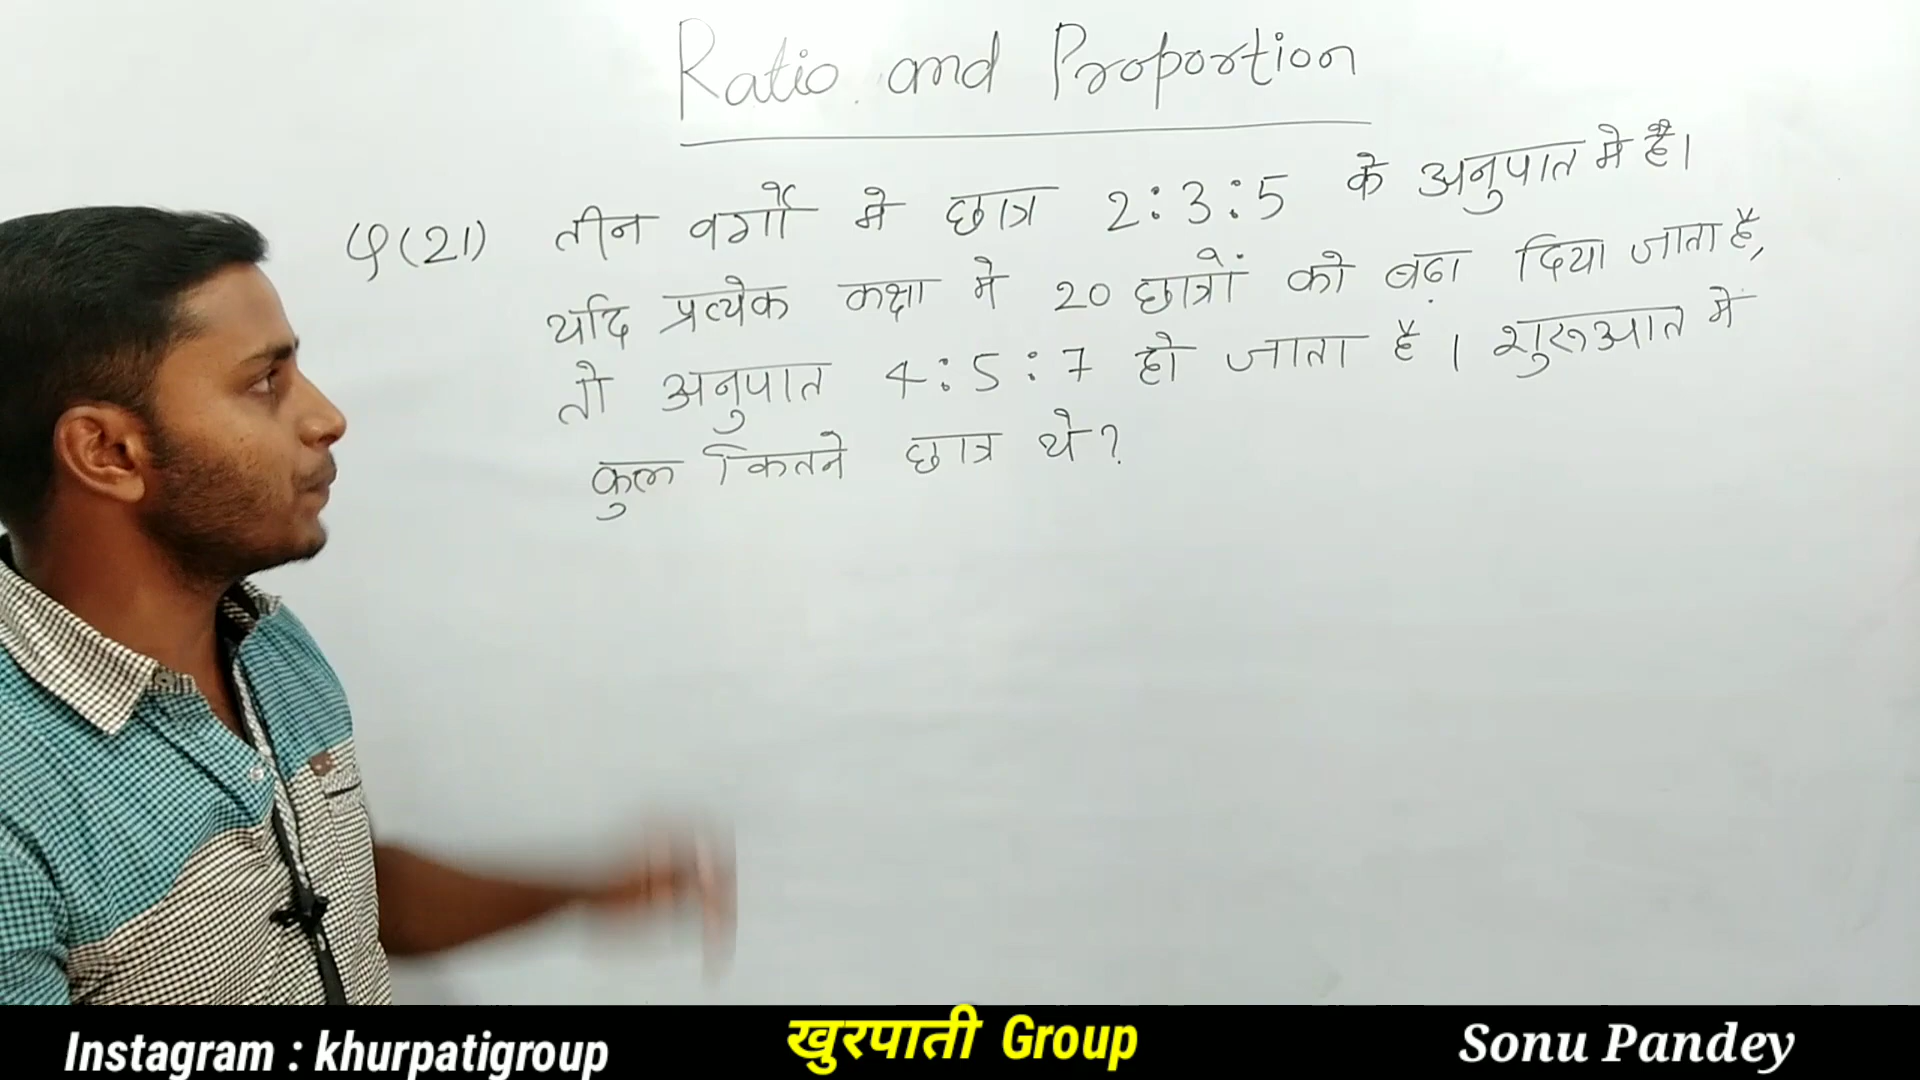 Ratio and Proportion
Q(21) तीन वर्गों मे छात्र 2:3:5 के अनुपात मे है।
यदि प्रत्येक कक्षा मे 20 छात्रों को बढ़ा दिया जाता है,
तो अनुपात 4:5:7 हो जाता है। शुरूआत में
कुल कितने छात्र थे?
Instagram : khurpatigroup
खुरपाती Group
Sonu Pandey